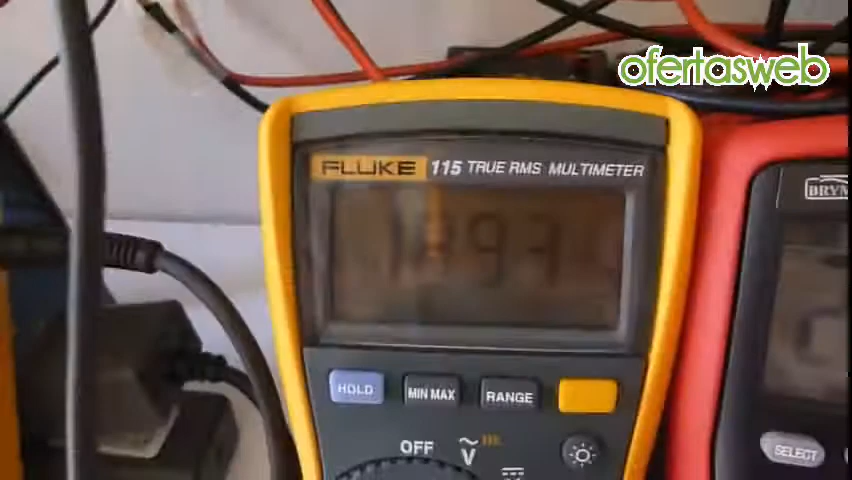 ofertasweb
FLUKE 115 TRUE RMS MULTIMETER
HOLD
MIN MAX
RANGE
OFF
V
SELECT